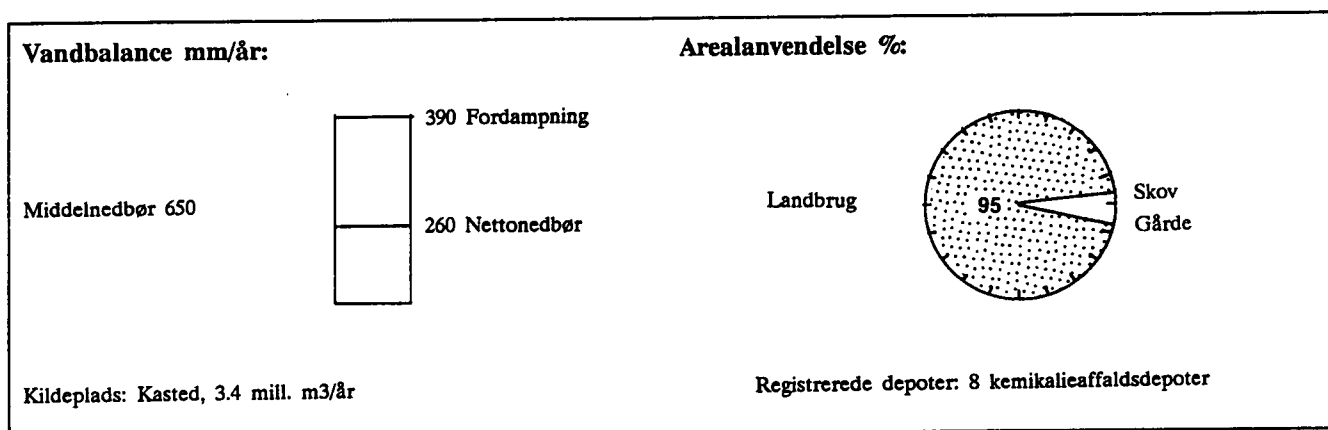 Vandbalance mm/år:
390 Fordampning
Middelnedbør 650
260 Nettonedbør
Kildeplads: Kasted, 3.4 mill. m3/år
Arealanvendelse %:
Landbrug
95
Skov
Gårde
Registrerede depoter: 8 kemikalieaffaldsdepoter